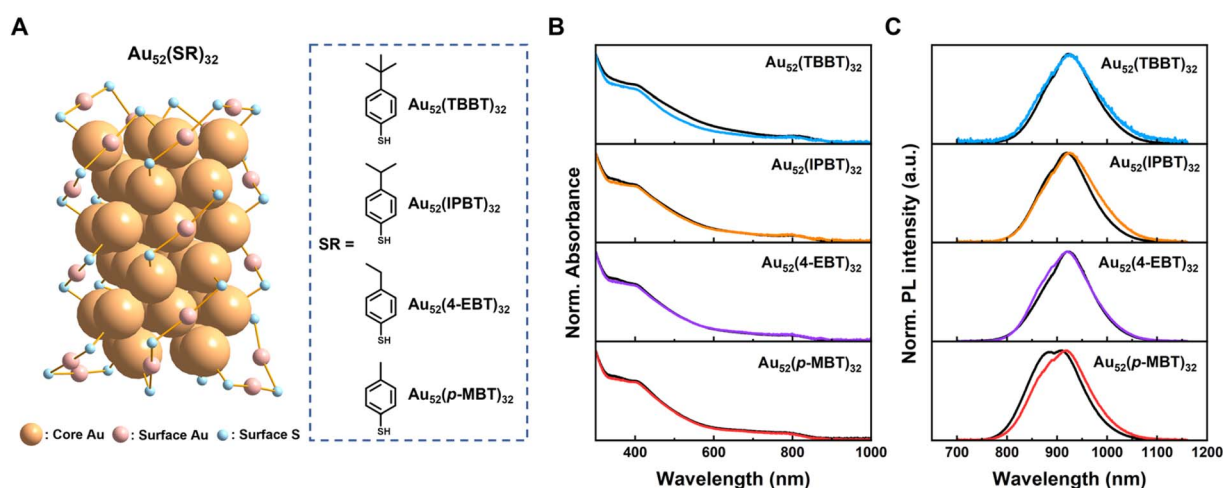 A
Au₅₂(SR)₃₂
SR =
Au₅₂(TBBT)₃₂
SH
Au₅₂(IPBT)₃₂
SH
Au₅₂(4-EBT)₃₂
SH
Au₅₂(p-MBT)₃₂
SH
: Core Au : Surface Au : Surface S
B
Norm. Absorbance
Au₅₂(TBBT)₃₂
Au₅₂(IPBT)₃₂
Au₅₂(4-EBT)₃₂
Au₅₂(p-MBT)₃₂
400 600 800 1000
Wavelength (nm)
C
Norm. PL intensity (a.u.)
Au₅₂(TBBT)₃₂
Au₅₂(IPBT)₃₂
Au₅₂(4-EBT)₃₂
Au₅₂(p-MBT)₃₂
700 800 900 1000 1100 1200
Wavelength (nm)